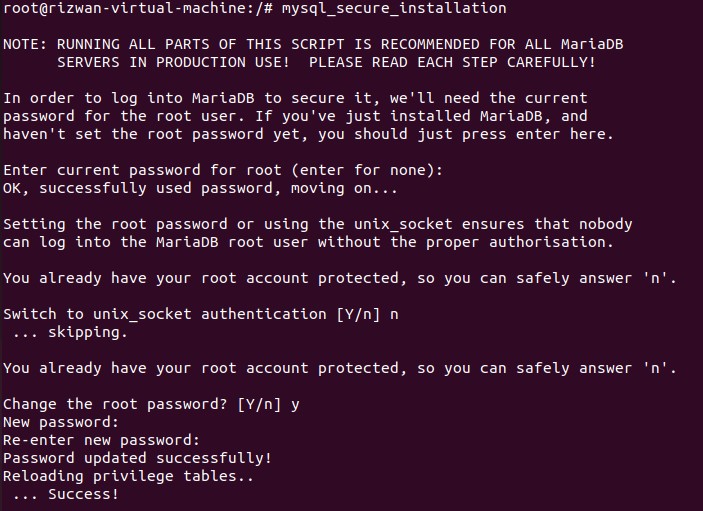 root@rizwan-virtual-machine:/# mysql_secure_installation
NOTE: RUNNING ALL PARTS OF THIS SCRIPT IS RECOMMENDED FOR ALL MariaDB
SERVERS IN PRODUCTION USE!  PLEASE READ EACH STEP CAREFULLY!
In order to log into MariaDB to secure it, we'll need the current
password for the root user. If you've just installed MariaDB, and
haven't set the root password yet, you should just press enter here.
Enter current password for root (enter for none):
OK, successfully used password, moving on...
Setting the root password or using the unix_socket ensures that nobody
can log into the MariaDB root user without the proper authorisation.
You already have your root account protected, so you can safely answer 'n'.
Switch to unix_socket authentication [Y/n] n
... skipping.
You already have your root account protected, so you can safely answer 'n'.
Change the root password? [Y/n] y
New password:
Re-enter new password:
Password updated successfully!
Reloading privilege tables..
... Success!